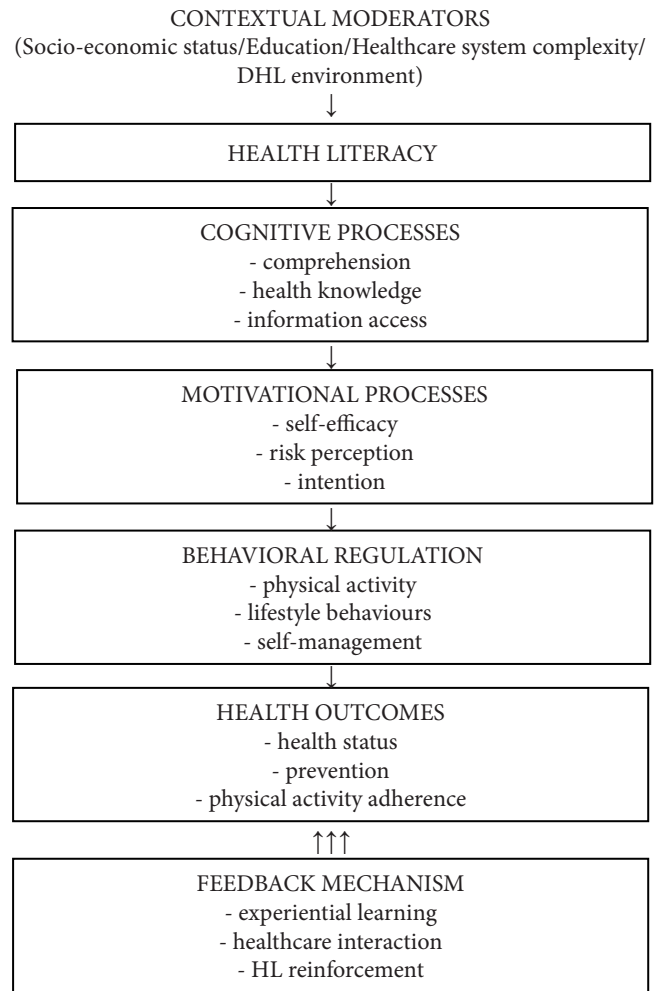 CONTEXTUAL MODERATORS
(Socio-economic status/Education/Healthcare system complexity/
DHL environment)
↓
HEALTH LITERACY
↓
COGNITIVE PROCESSES
- comprehension
- health knowledge
- information access
↓
MOTIVATIONAL PROCESSES
- self-efficacy
- risk perception
- intention
↓
BEHAVIORAL REGULATION
- physical activity
- lifestyle behaviours
- self-management
↓
HEALTH OUTCOMES
- health status
- prevention
- physical activity adherence
↑↑↑
FEEDBACK MECHANISM
- experiential learning
- healthcare interaction
- HL reinforcement